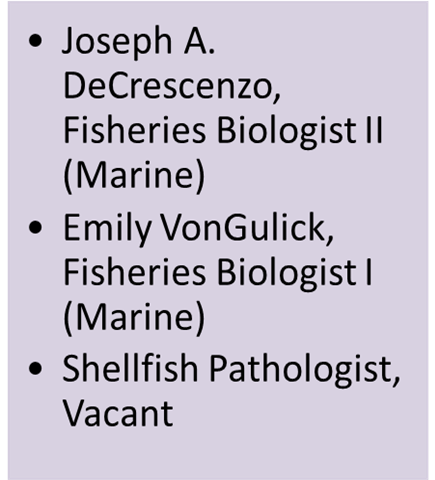 • Joseph A.
DeCrescenzo,
Fisheries Biologist II
(Marine)
• Emily VonGulick,
Fisheries Biologist I
(Marine)
• Shellfish Pathologist,
Vacant